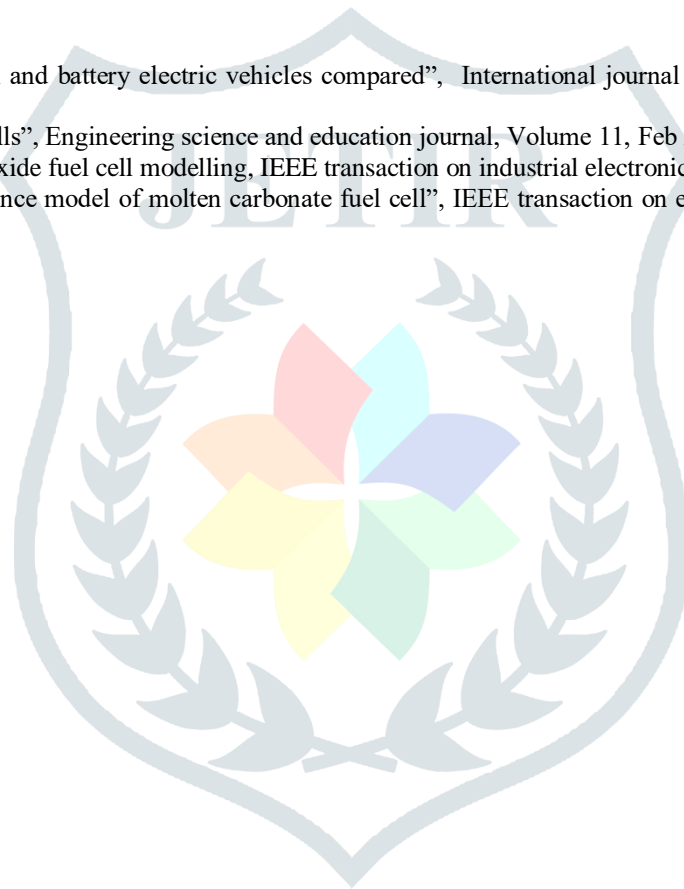 and battery electric vehicles compared”, International journal
lls”, Engineering science and education journal, Volume 11, Feb
xide fuel cell modelling, IEEE transaction on industrial electronic
nce model of molten carbonate fuel cell”, IEEE transaction on e
JETIR